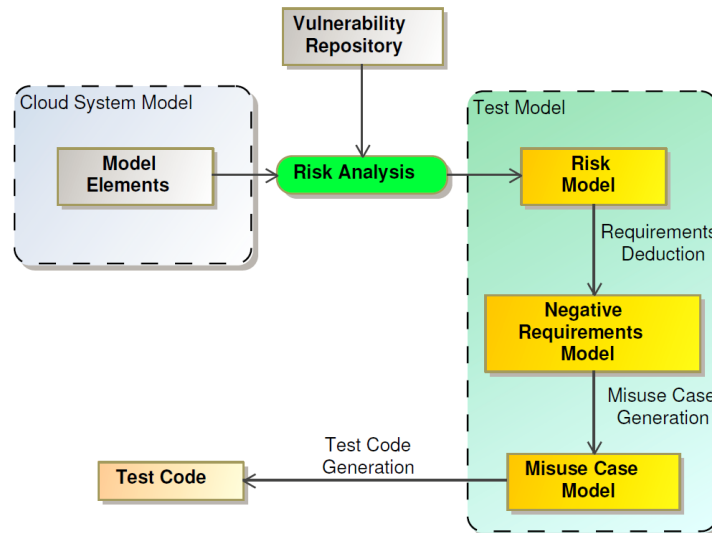 Vulnerability
Repository
Cloud System Model
Model
Elements
Risk Analysis
Test Model
Risk
Model
Requirements
Deduction
Negative
Requirements
Model
Misuse Case
Generation
Misuse Case
Model
Test Code
Generation
Test Code